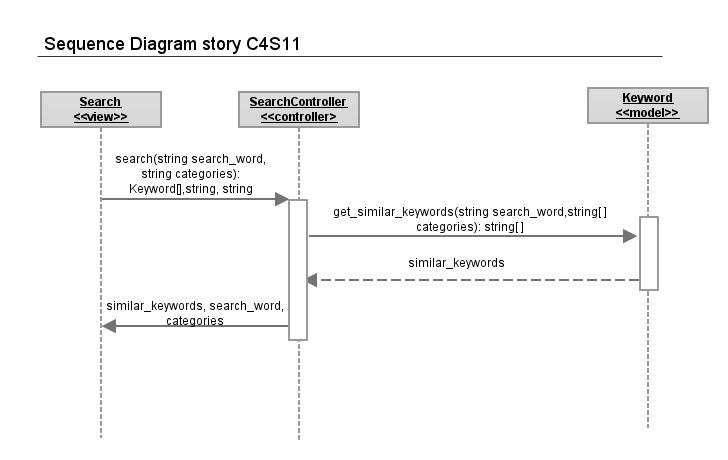 Sequence Diagram story C4S11
Search
<<view>>
SearchController
<<controller>
Keyword
<<model>>
search(string search_word,
string categories):
Keyword[],string, string
get_similar_keywords(string search_word,string[ ]
categories): string[ ]
similar_keywords
similar_keywords, search_word,
categories